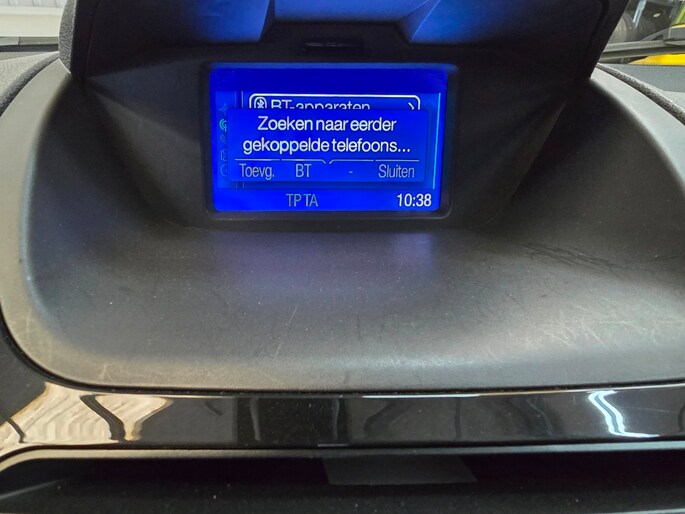 BT-apparaten
Zoeken naar eerder
gekoppelde telefoons...
Toevg. BT - Sluiten
TP TA 10:38